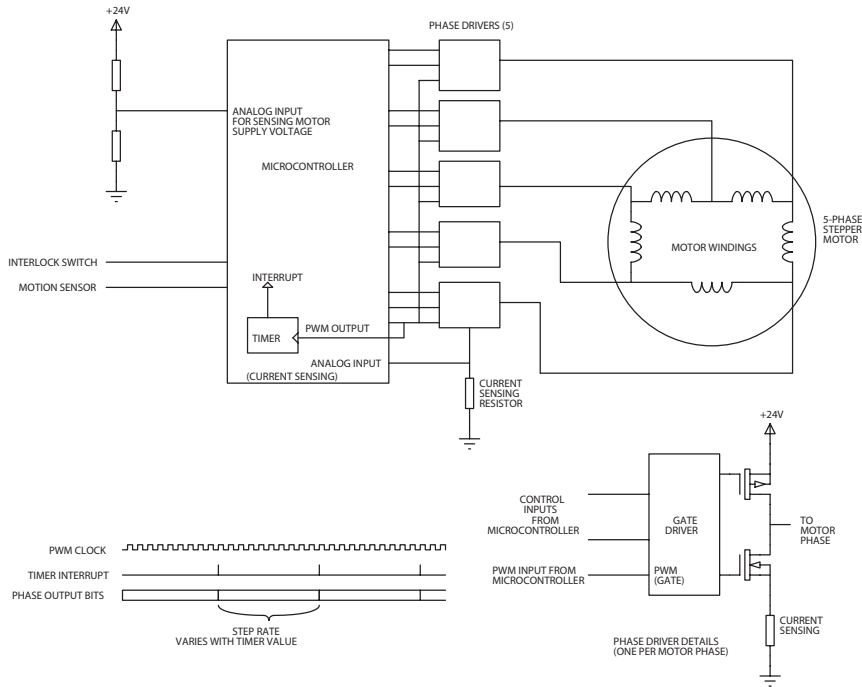 +24V
PHASE DRIVERS (5)
ANALOG INPUT
FOR SENSING MOTOR
SUPPLY VOLTAGE
MICROCONTROLLER
5-PHASE
STEPPER
MOTOR
MOTOR WINDINGS
INTERLOCK SWITCH
MOTION SENSOR
INTERRUPT
TIMER
PWM OUTPUT
ANALOG INPUT
(CURRENT SENSING)
CURRENT
SENSING
RESISTOR
+24V
CONTROL
INPUTS
FROM
MICROCONTROLLER
GATE
DRIVER
TO
MOTOR
PHASE
PWM INPUT FROM
MICROCONTROLLER
PWM
(GATE)
CURRENT
SENSING
PHASE DRIVER DETAILS
(ONE PER MOTOR PHASE)
PWM CLOCK
TIMER INTERRUPT
PHASE OUTPUT BITS
STEP RATE
VARIES WITH TIMER VALUE